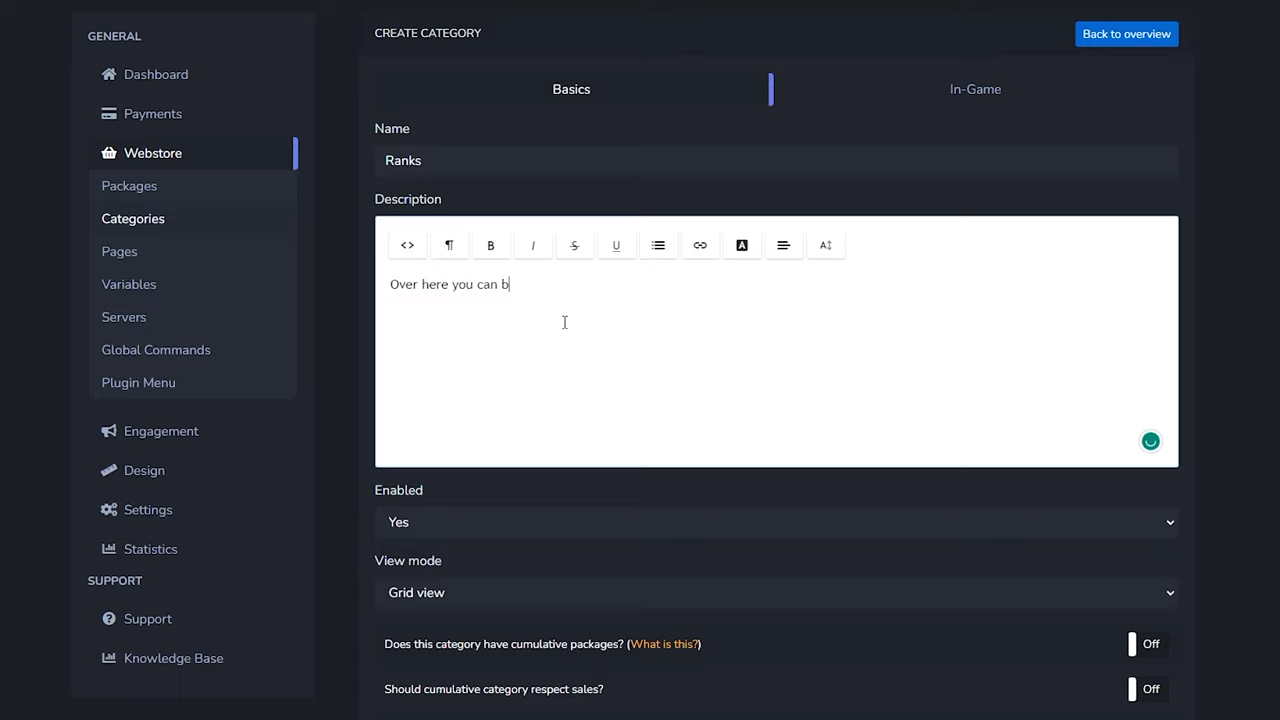 GENERAL
Dashboard
Payments
Webstore
Packages
Categories
Pages
Variables
Servers
Global Commands
Plugin Menu
Engagement
Design
Settings
Statistics
SUPPORT
Support
Knowledge Base
CREATE CATEGORY
Back to overview
Basics
In-Game
Name
Ranks
Description
<> ¶ B I S U A A
Over here you can b
Enabled
Yes
View mode
Grid view
Does this category have cumulative packages? (What is this?)
Off
Should cumulative category respect sales?
Off